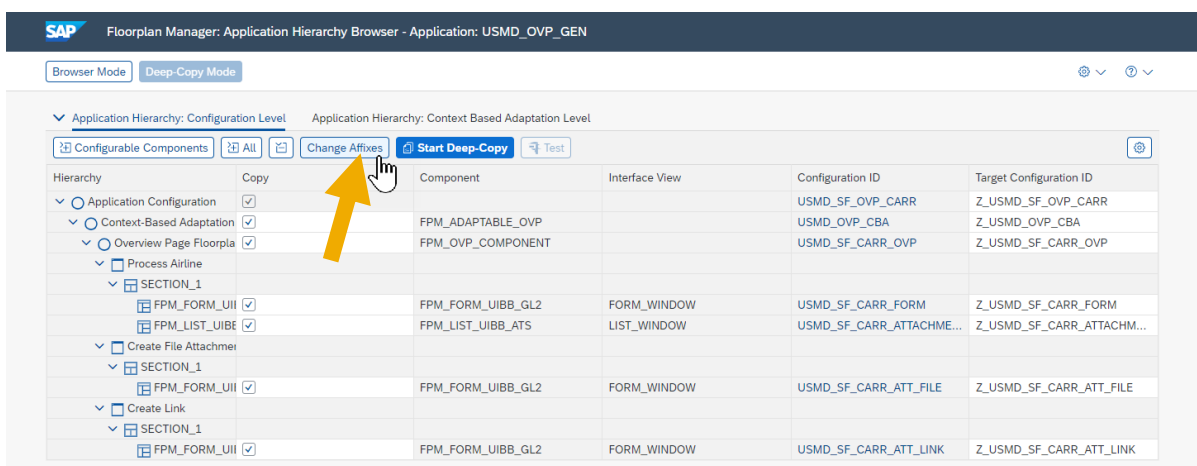 SAP Floorplan Manager: Application Hierarchy Browser - Application: USMD_OVP_GEN
Browser Mode Deep-Copy Mode
Application Hierarchy: Configuration Level Application Hierarchy: Context Based Adaptation Level
Configurable Components All Change Affixes Start Deep-Copy Test
Hierarchy Copy Component Interface View Configuration ID Target Configuration ID
Application Configuration USMD_SF_OVP_CARR Z_USMD_SF_OVP_CARR
Context-Based Adaptation FPM_ADAPTABLE_OVP USMD_OVP_CBA Z_USMD_OVP_CBA
Overview Page Floorpla FPM_OVP_COMPONENT USMD_SF_CARR_OVP Z_USMD_SF_CARR_OVP
Process Airline
SECTION_1
FPM_FORM_UII FPM_FORM_UIBB_GL2 FORM_WINDOW USMD_SF_CARR_FORM Z_USMD_SF_CARR_FORM
FPM_LIST_UIBE FPM_LIST_UIBB_ATS LIST_WINDOW USMD_SF_CARR_ATTACHME... Z_USMD_SF_CARR_ATTACHM...
Create File Attachmer
SECTION_1
FPM_FORM_UII FPM_FORM_UIBB_GL2 FORM_WINDOW USMD_SF_CARR_ATT_FILE Z_USMD_SF_CARR_ATT_FILE
Create Link
SECTION_1
FPM_FORM_UII FPM_FORM_UIBB_GL2 FORM_WINDOW USMD_SF_CARR_ATT_LINK Z_USMD_SF_CARR_ATT_LINK